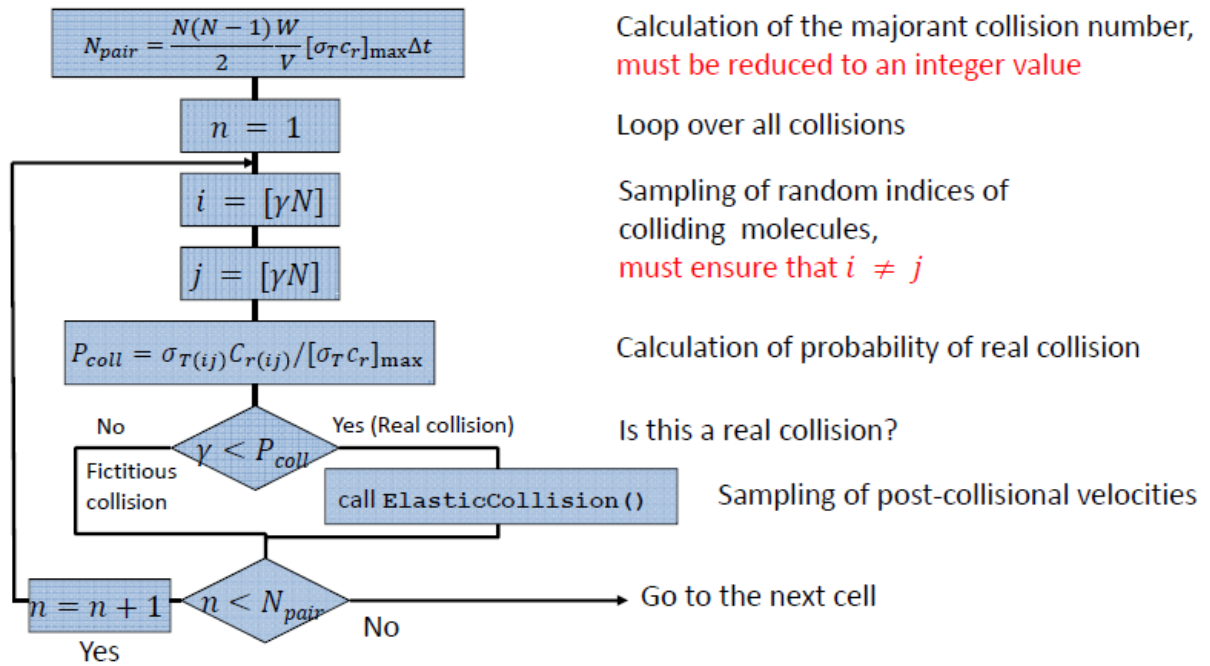 N_pair = N(N − 1)/2 W/V [σ_T c_r]_max Δt
Calculation of the majorant collision number,
must be reduced to an integer value
n = 1
Loop over all collisions
i = [γN]
Sampling of random indices of
colliding molecules,
must ensure that i ≠ j
j = [γN]
P_coll = σ_T(ij) C_r(ij) / [σ_T c_r]_max
Calculation of probability of real collision
No
Yes (Real collision)
γ < P_coll
Is this a real collision?
Fictitious
collision
call ElasticCollision()
Sampling of post-collisional velocities
n = n + 1
n < N_pair
Go to the next cell
No
Yes